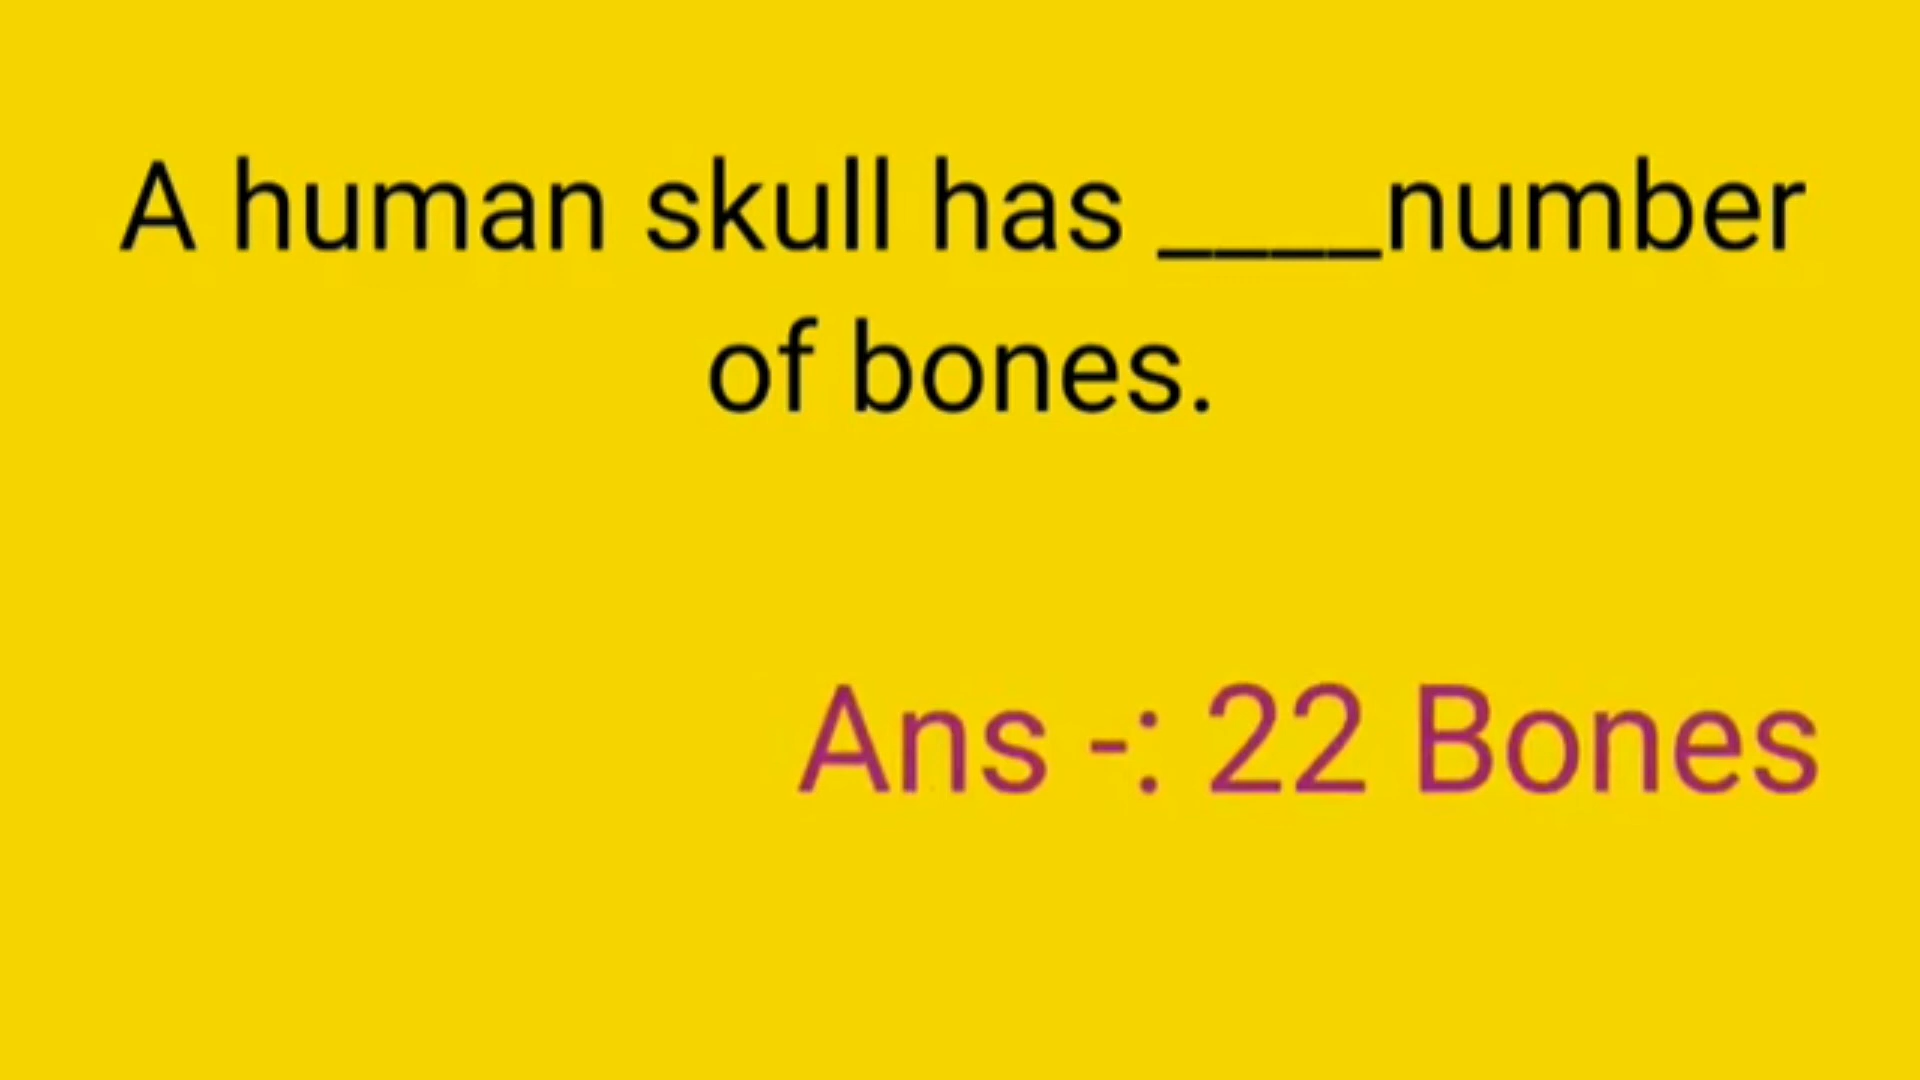 A human skull has ____number
of bones.
Ans -: 22 Bones